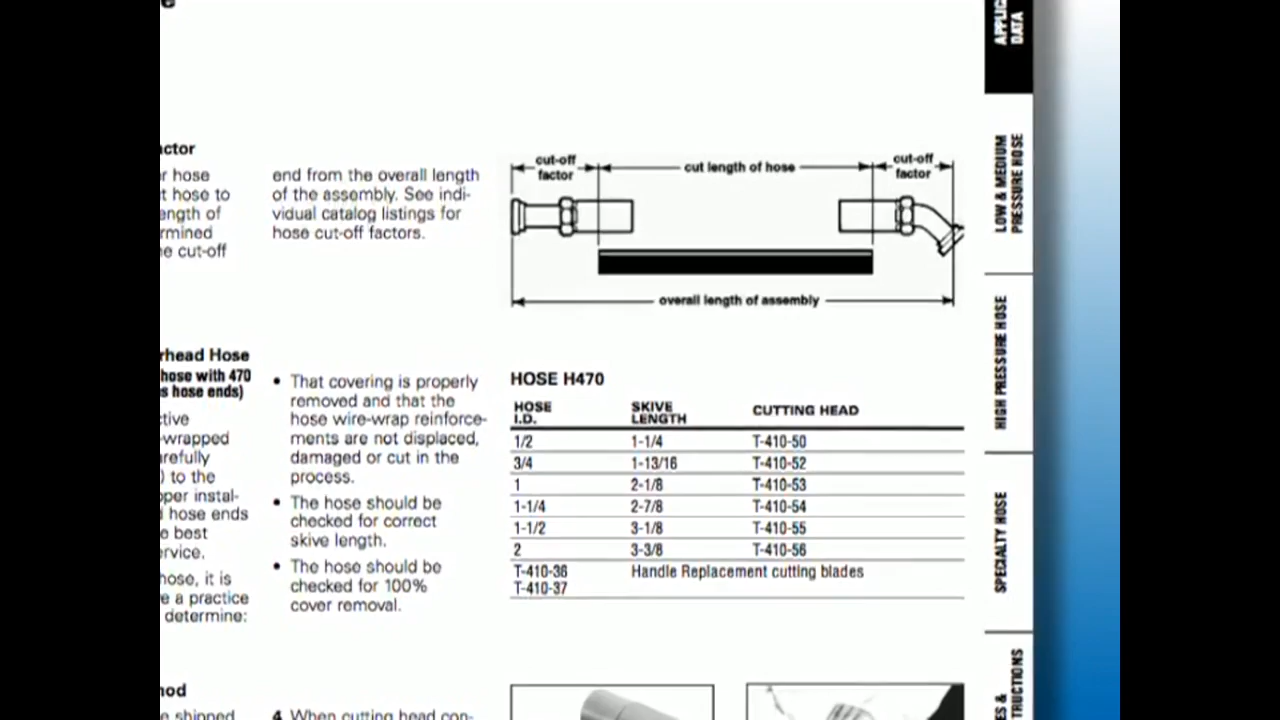 APPLIC
DATA
actor
r hose
t hose to
ength of
rmined
e cut-off
end from the overall length
of the assembly. See indi-
vidual catalog listings for
hose cut-off factors.
cut-off
factor
cut length of hose
cut-off
factor
overall length of assembly
LOW & MEDIUM
PRESSURE HOSE
HIGH PRESSURE HOSE
SPECIALTY HOSE
rhead Hose
hose with 470
s hose ends)
ctive
-wrapped
refully
) to the
per instal-
d hose ends
e best
rvice.
hose, it is
e a practice
determine:
• That covering is properly
removed and that the
hose wire-wrap reinforce-
ments are not displaced,
damaged or cut in the
process.
• The hose should be
checked for correct
skive length.
• The hose should be
checked for 100%
cover removal.
HOSE H470
HOSE I.D. SKIVE LENGTH CUTTING HEAD
1/2 1-1/4 T-410-50
3/4 1-13/16 T-410-52
1 2-1/8 T-410-53
1-1/4 2-7/8 T-410-54
1-1/2 3-1/8 T-410-55
2 3-3/8 T-410-56
T-410-36 Handle Replacement cutting blades
T-410-37
hod
e shipped
4 When cutting head con-
S &
TRUCTIONS